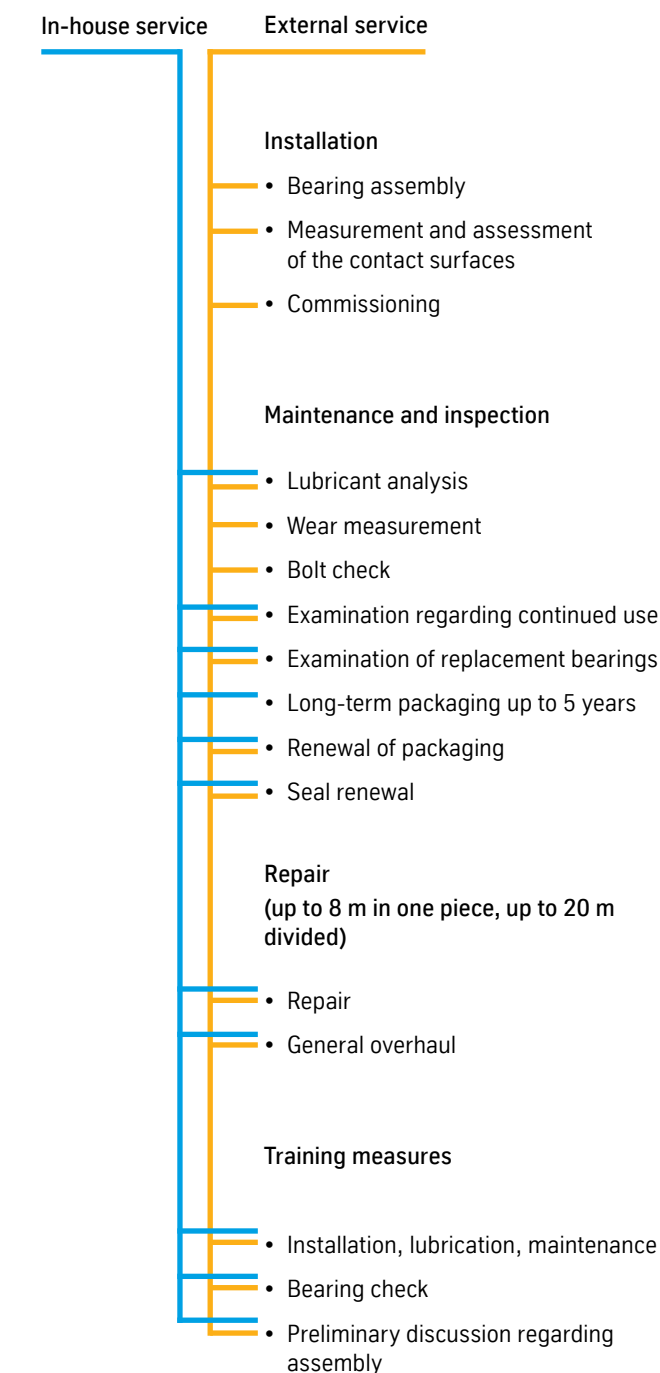 In-house service
External service
Installation
• Bearing assembly
• Measurement and assessment
of the contact surfaces
• Commissioning
Maintenance and inspection
• Lubricant analysis
• Wear measurement
• Bolt check
• Examination regarding continued use
• Examination of replacement bearings
• Long-term packaging up to 5 years
• Renewal of packaging
• Seal renewal
Repair
(up to 8 m in one piece, up to 20 m
divided)
• Repair
• General overhaul
Training measures
• Installation, lubrication, maintenance
• Bearing check
• Preliminary discussion regarding
assembly